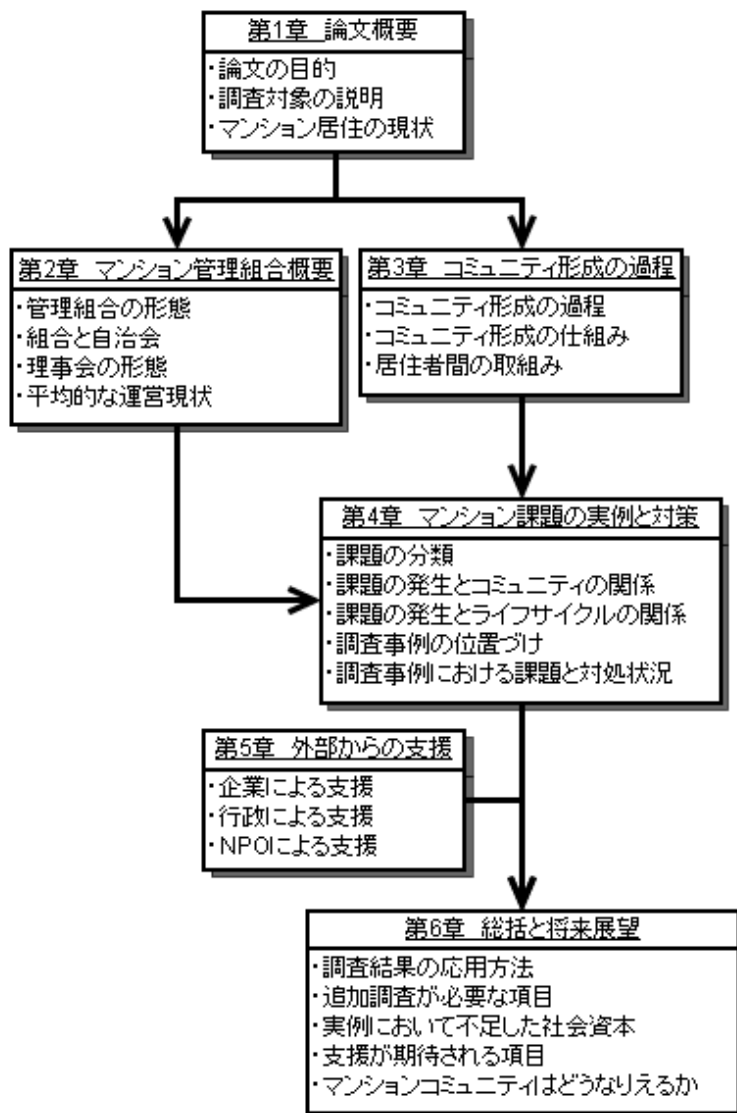 第1章 論文概要
・論文の目的
・調査対象の説明
・マンション居住の現状
第2章 マンション管理組合概要
・管理組合の形態
・組合と自治会
・理事会の形態
・平均的な運営現状
第3章 コミュニティ形成の過程
・コミュニティ形成の過程
・コミュニティ形成の仕組み
・居住者間の取組み
第4章 マンション課題の実例と対策
・課題の分類
・課題の発生とコミュニティの関係
・課題の発生とライフサイクルの関係
・調査事例の位置づけ
・調査事例における課題と対処状況
第5章 外部からの支援
・企業による支援
・行政による支援
・NPOによる支援
第6章 総括と将来展望
・調査結果の応用方法
・追加調査が必要な項目
・実例において不足した社会資本
・支援が期待される項目
・マンションコミュニティはどうなりえるか